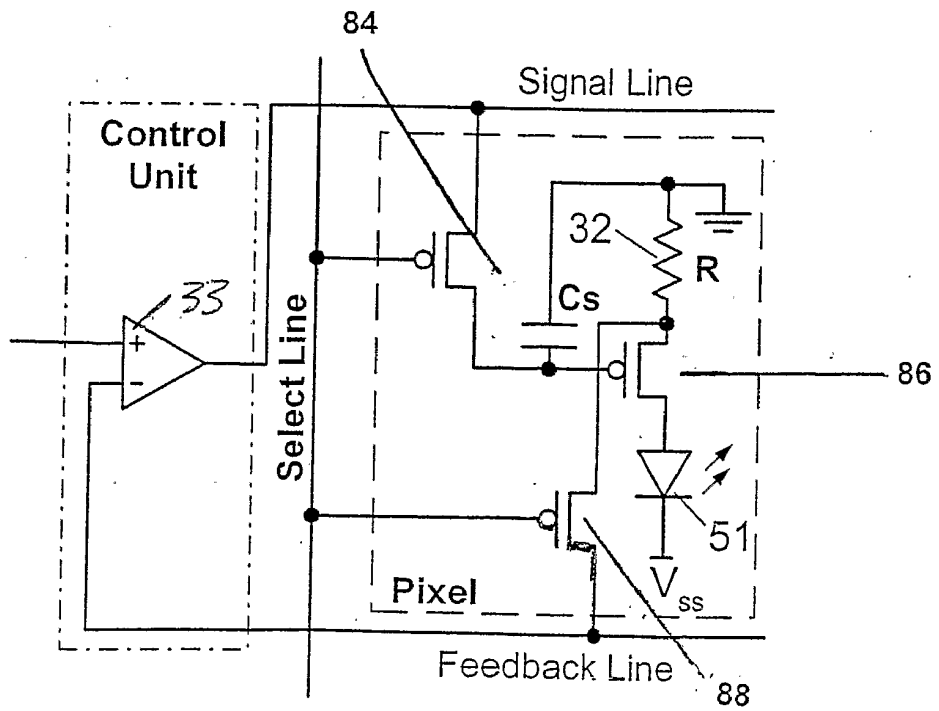 84
Signal Line
Control
Unit
32
R
33
Cs
+
-
Select Line
86
51
Pixel
Vss
Feedback Line
88